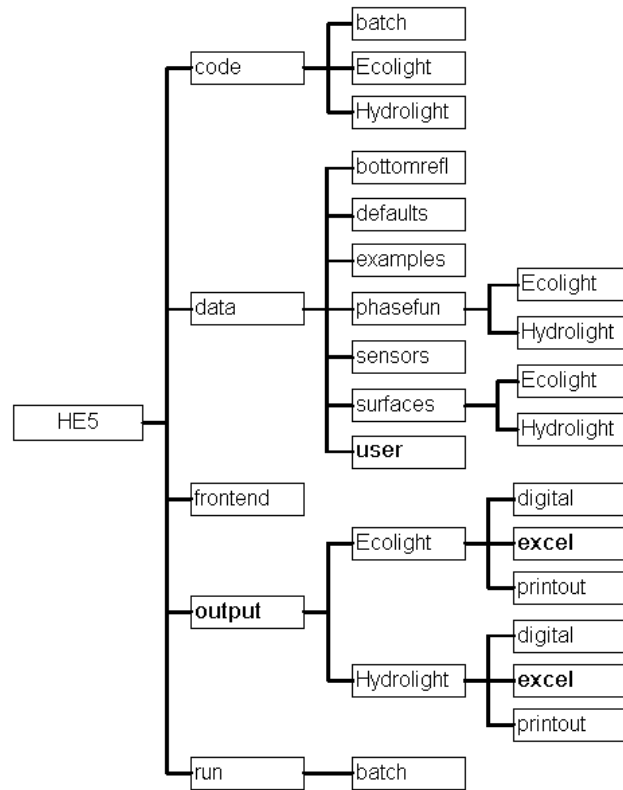 HE5
code
batch
Ecolight
Hydrolight
data
bottomrefl
defaults
examples
phasefun
Ecolight
Hydrolight
sensors
surfaces
Ecolight
Hydrolight
user
frontend
output
Ecolight
digital
excel
printout
Hydrolight
digital
excel
printout
run
batch